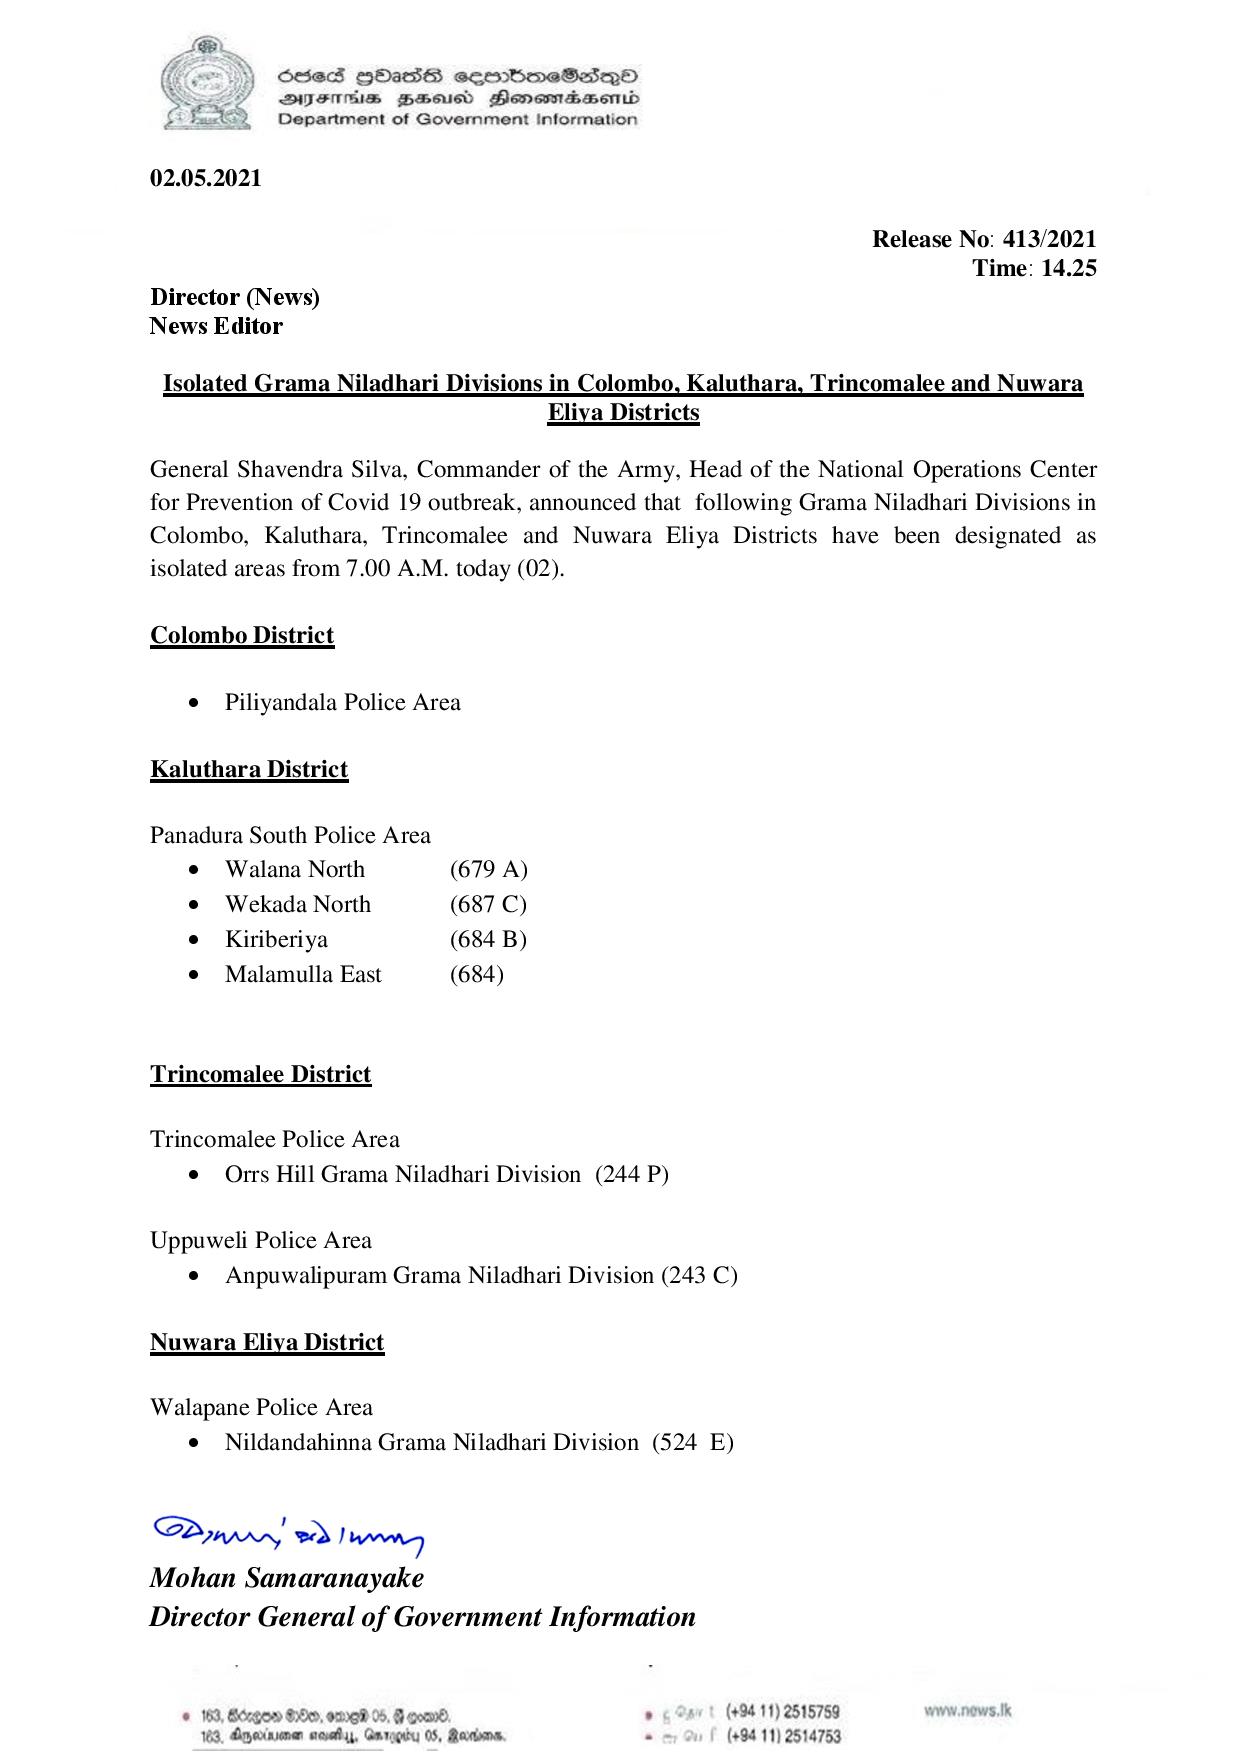 රජයේ ප්‍රවෘත්ති දෙපාර්තමේන්තුව
அரசாங்க தகவல் திணைக்களம்
Department of Government Information
02.05.2021
Release No: 413/2021
Time: 14.25
Director (News)
News Editor
Isolated Grama Niladhari Divisions in Colombo, Kaluthara, Trincomalee and Nuwara
Eliya Districts
General Shavendra Silva, Commander of the Army, Head of the National Operations Center
for Prevention of Covid 19 outbreak, announced that following Grama Niladhari Divisions in
Colombo, Kaluthara, Trincomalee and Nuwara Eliya Districts have been designated as
isolated areas from 7.00 A.M. today (02).
Colombo District
• Piliyandala Police Area
Kaluthara District
Panadura South Police Area
• Walana North (679 A)
• Wekada North (687 C)
• Kiriberiya (684 B)
• Malamulla East (684)
Trincomalee District
Trincomalee Police Area
• Orrs Hill Grama Niladhari Division (244 P)
Uppuweli Police Area
• Anpuwalipuram Grama Niladhari Division (243 C)
Nuwara Eliya District
Walapane Police Area
• Nildandahinna Grama Niladhari Division (524 E)
Mohan Samaranayake
Director General of Government Information
163, කිරුලපන මාවත, කොළඹ 05, ශ්‍රී ලංකාව.
163, கிருலப்பனை எவனியூ, கொழும்பு 05, இலங்கை.
(+94 11) 2515759
(+94 11) 2514753
www.news.lk